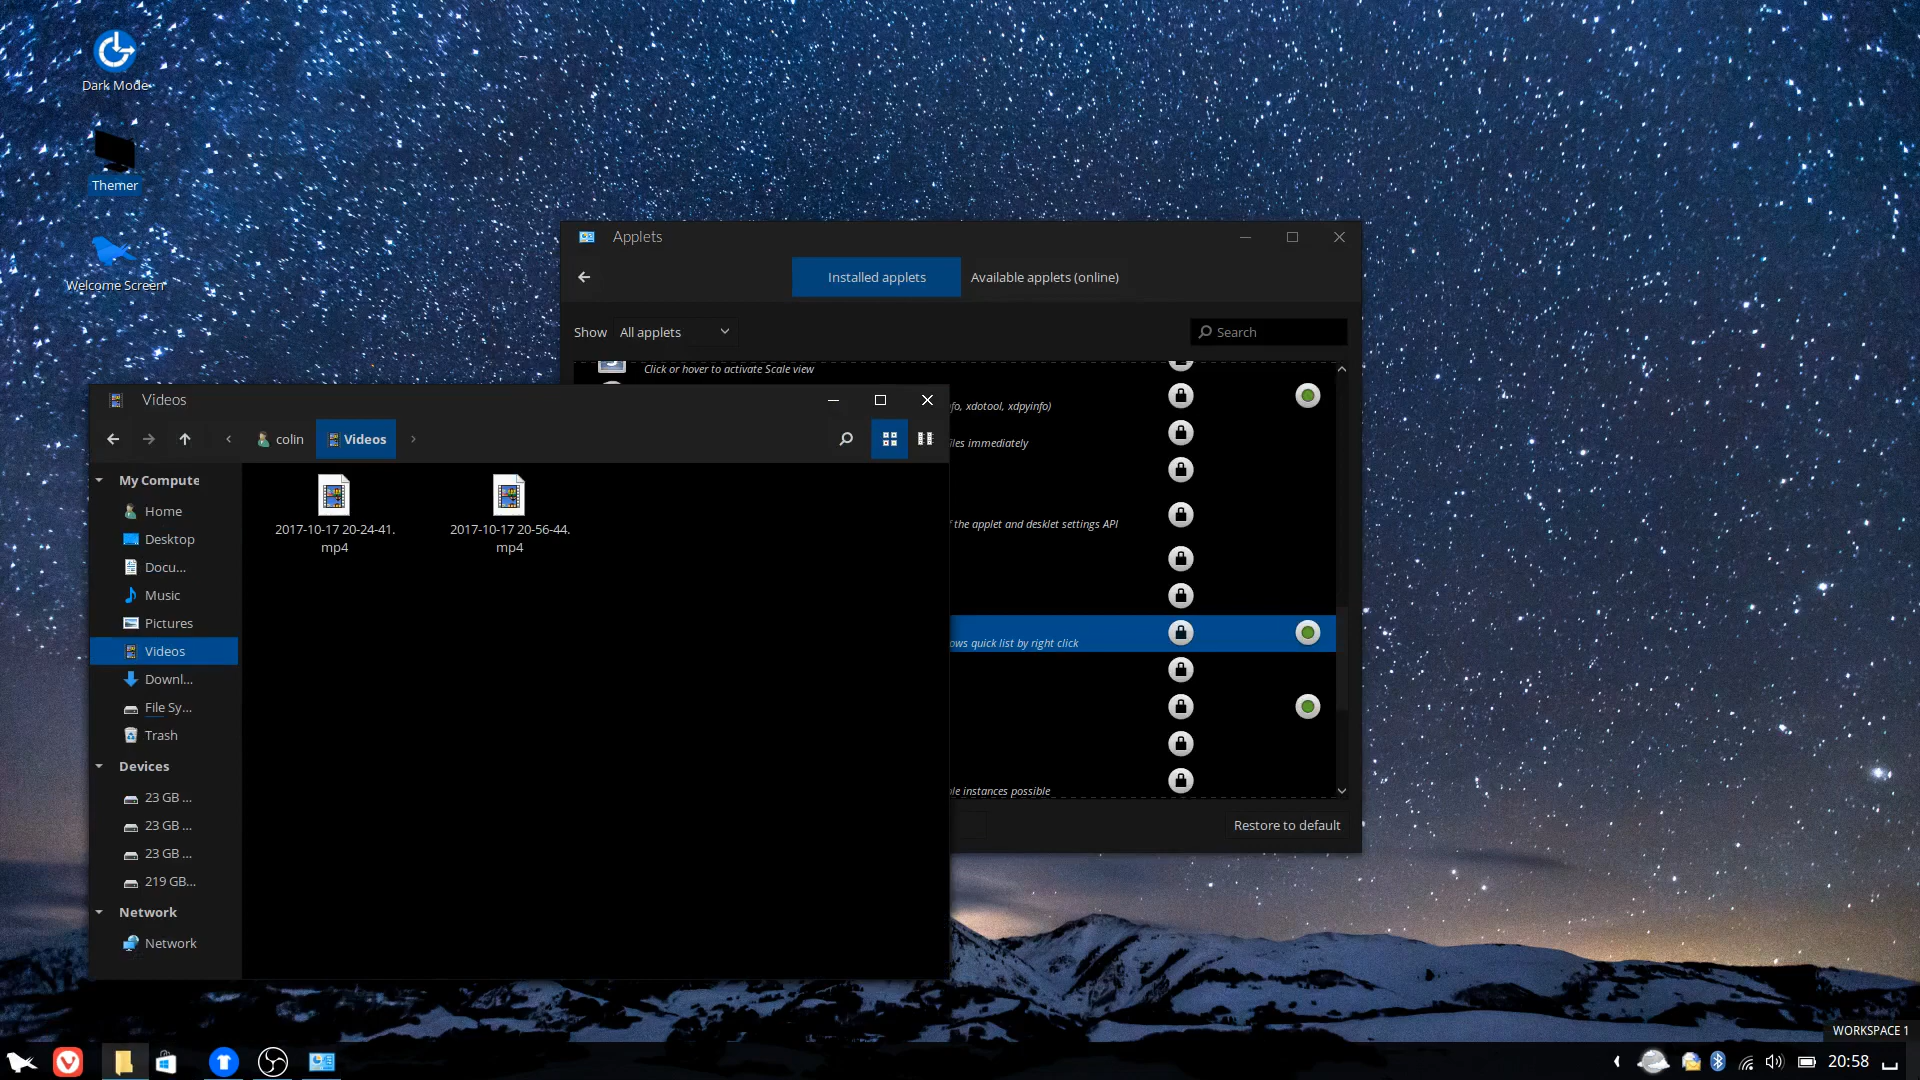 Dark Mode
Themer
Welcome Screen
Applets
Installed applets
Available applets (online)
Show
All applets
Search
Click or hover to activate Scale view
xdotool, xdpyinfo)
immediately
the applet and desklet settings API
quick list by right click
instances possible
Restore to default
Videos
colin
Videos
My Compute
Home
Desktop
Docu...
Music
Pictures
Videos
Downl...
File Sy...
Trash
Devices
23 GB ...
23 GB ...
23 GB ...
219 GB...
Network
Network
2017-10-17 20-24-41.
mp4
2017-10-17 20-56-44.
mp4
WORKSPACE 1
20:58